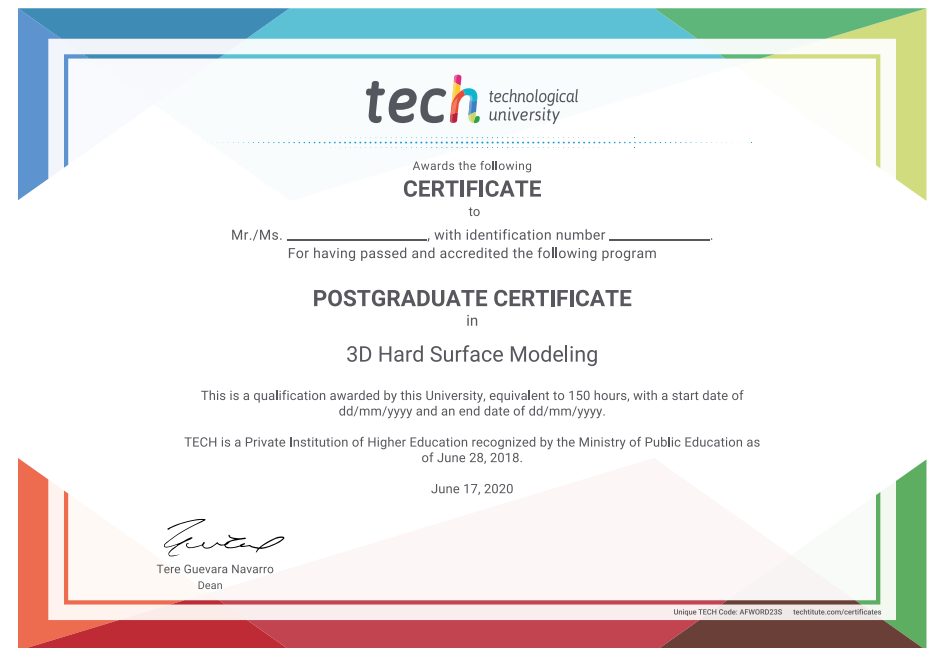 tech technological
university
Awards the following
CERTIFICATE
to
Mr./Ms. ____________, with identification number ____________.
For having passed and accredited the following program
POSTGRADUATE CERTIFICATE
in
3D Hard Surface Modeling
This is a qualification awarded by this University, equivalent to 150 hours, with a start date of
dd/mm/yyyy and an end date of dd/mm/yyyy.
TECH is a Private Institution of Higher Education recognized by the Ministry of Public Education as
of June 28, 2018.
June 17, 2020
Tere Guevara Navarro
Dean
Unique TECH Code: AFWORD23S techtitute.com/certificates